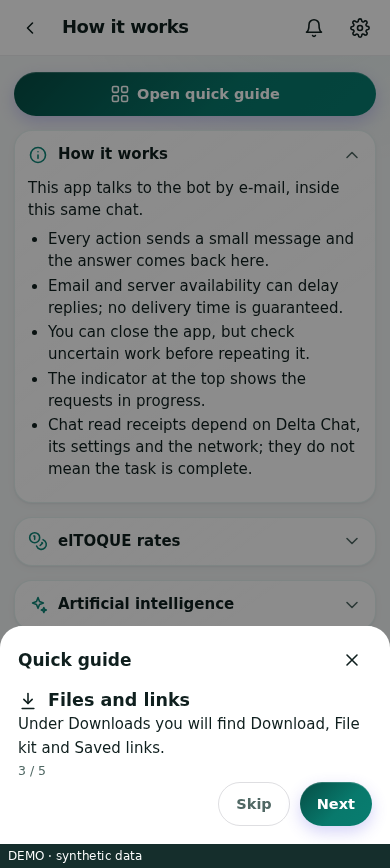 How it works
Open quick guide
How it works
This app talks to the bot by e-mail, inside
this same chat.
• Every action sends a small message and
the answer comes back here.
• Email and server availability can delay
replies; no delivery time is guaranteed.
• You can close the app, but check
uncertain work before repeating it.
• The indicator at the top shows the
requests in progress.
• Chat read receipts depend on Delta Chat,
its settings and the network; they do not
mean the task is complete.
elTOQUE rates
Artificial intelligence
Quick guide
Files and links
Under Downloads you will find Download, File
kit and Saved links.
3 / 5
Skip
Next
DEMO · synthetic data